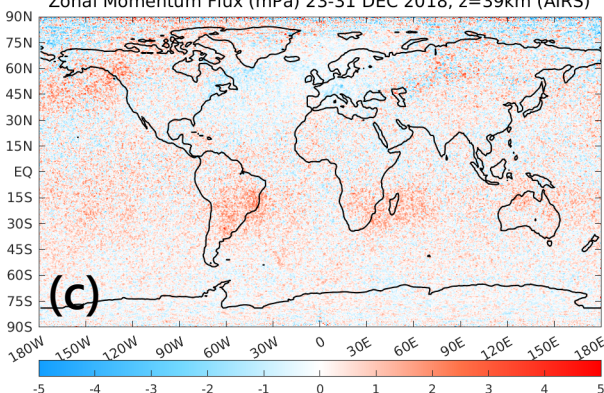 Zonal Momentum Flux (mPa) 23-31 DEC 2018, z=39km (AIRS)
90N
75N
60N
45N
30N
15N
EQ
15S
30S
45S
60S
75S
90S
(c)
180W 150W 120W 90W 60W 30W 0 30E 60E 90E 120E 150E 180E
-5 -4 -3 -2 -1 0 1 2 3 4 5